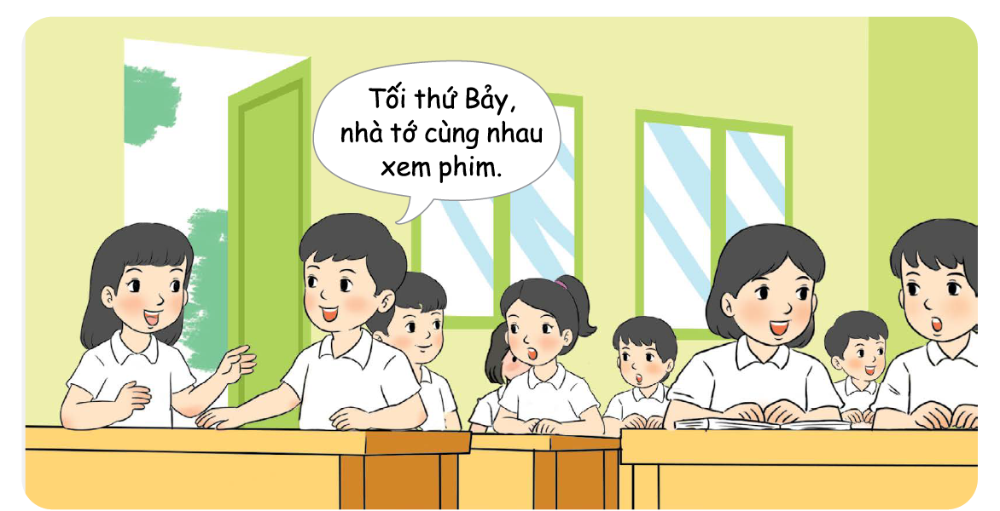 Tối thứ Bảy,
nhà tớ cùng nhau
xem phim.